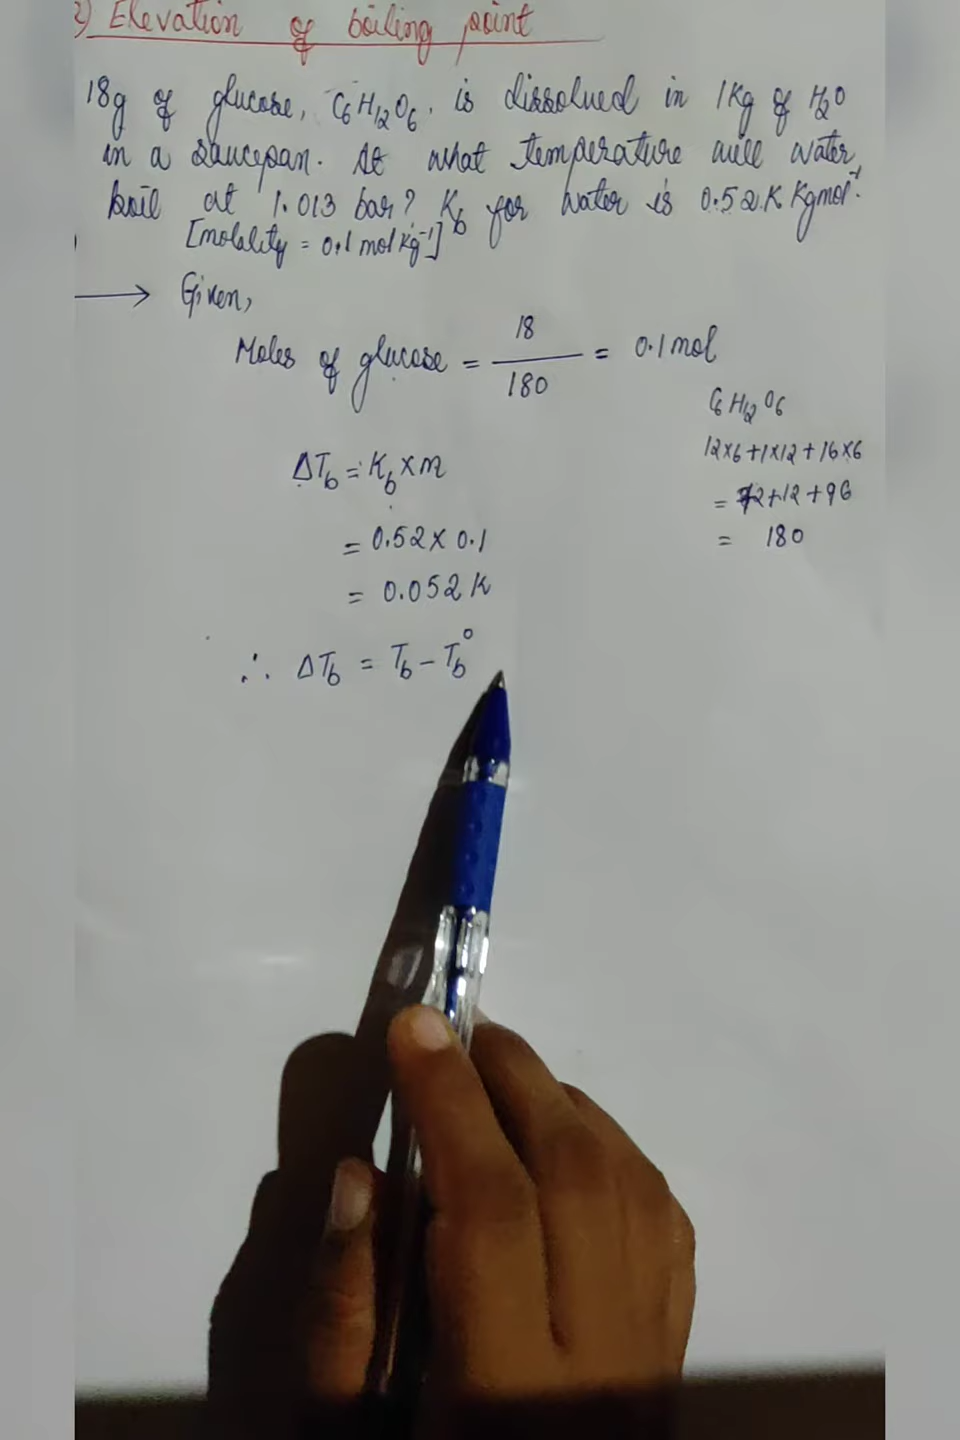 2) Elevation of boiling point
18g of glucose, C6H12O6, is dissolved in 1Kg of H2O
in a saucepan. At what temperature will water
boil at 1.013 bar? Kb for water is 0.52 K Kg mol⁻¹.
[molality = 0.1 mol kg⁻¹]
→ Given,
Moles of glucose = 18/180 = 0.1 mol
C6H12O6
12×6+1×12+16×6
= 72+12+96
= 180
ΔTb = Kb × m
= 0.52 × 0.1
= 0.052 K
∴ ΔTb = Tb − Tb⁰